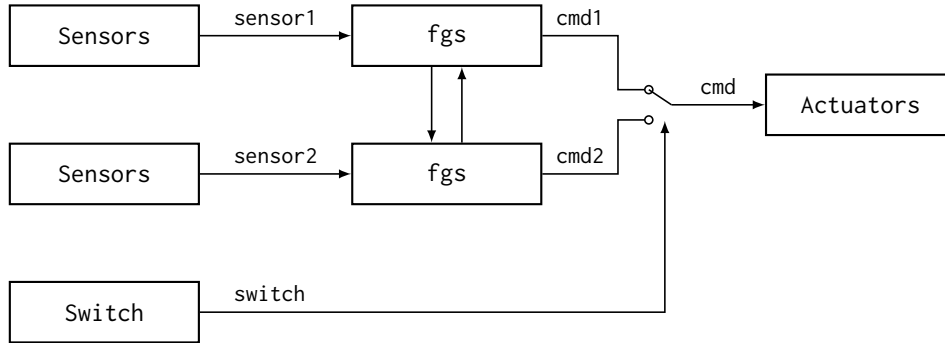 Sensors
sensor1
fgs
cmd1
cmd
Actuators
Sensors
sensor2
fgs
cmd2
Switch
switch